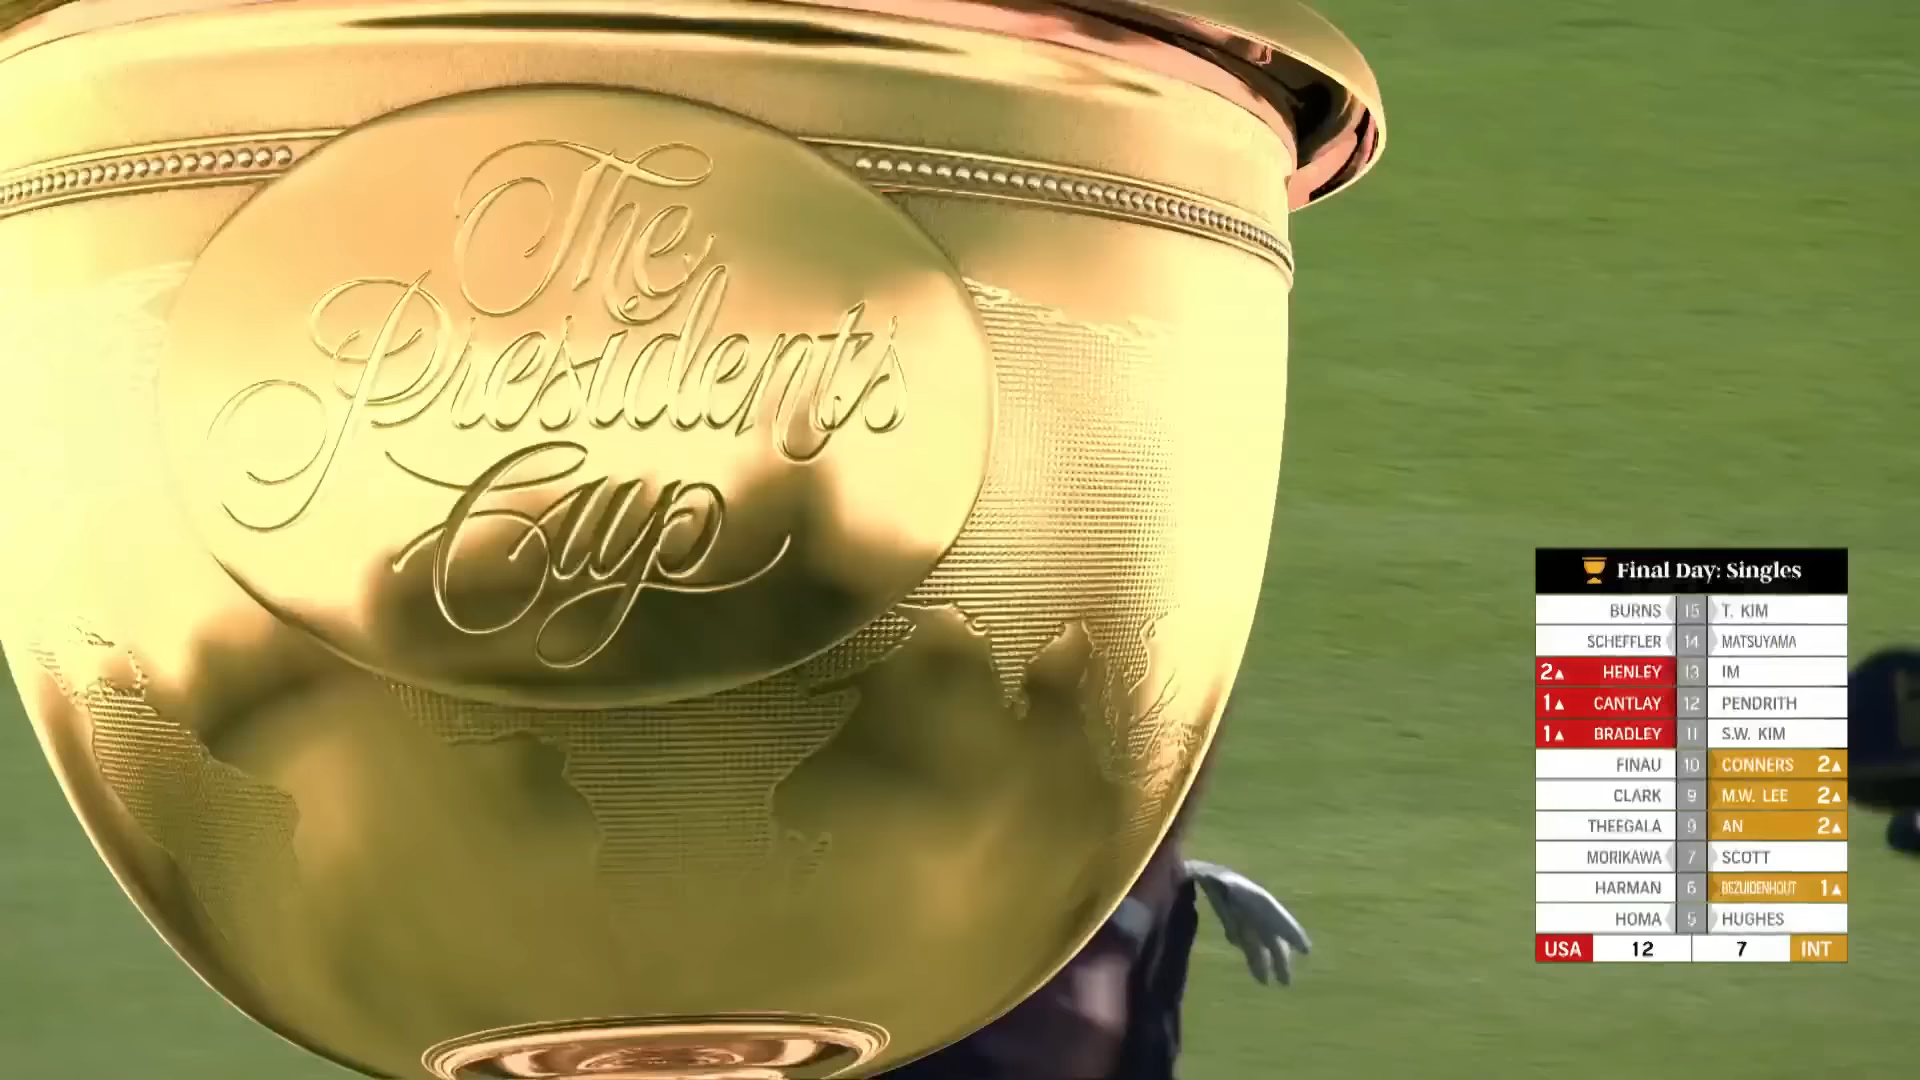 The
Presidents
Cup
Final Day: Singles
BURNS 15 T. KIM
SCHEFFLER 14 MATSUYAMA
2▲ HENLEY 13 IM
1▲ CANTLAY 12 PENDRITH
1▲ BRADLEY 11 S.W. KIM
FINAU 10 CONNERS 2▲
CLARK 9 M.W. LEE 2▲
THEEGALA 9 AN 2▲
MORIKAWA 7 SCOTT
HARMAN 6 BEZUIDENHOUT 1▲
HOMA 5 HUGHES
USA 12 7 INT